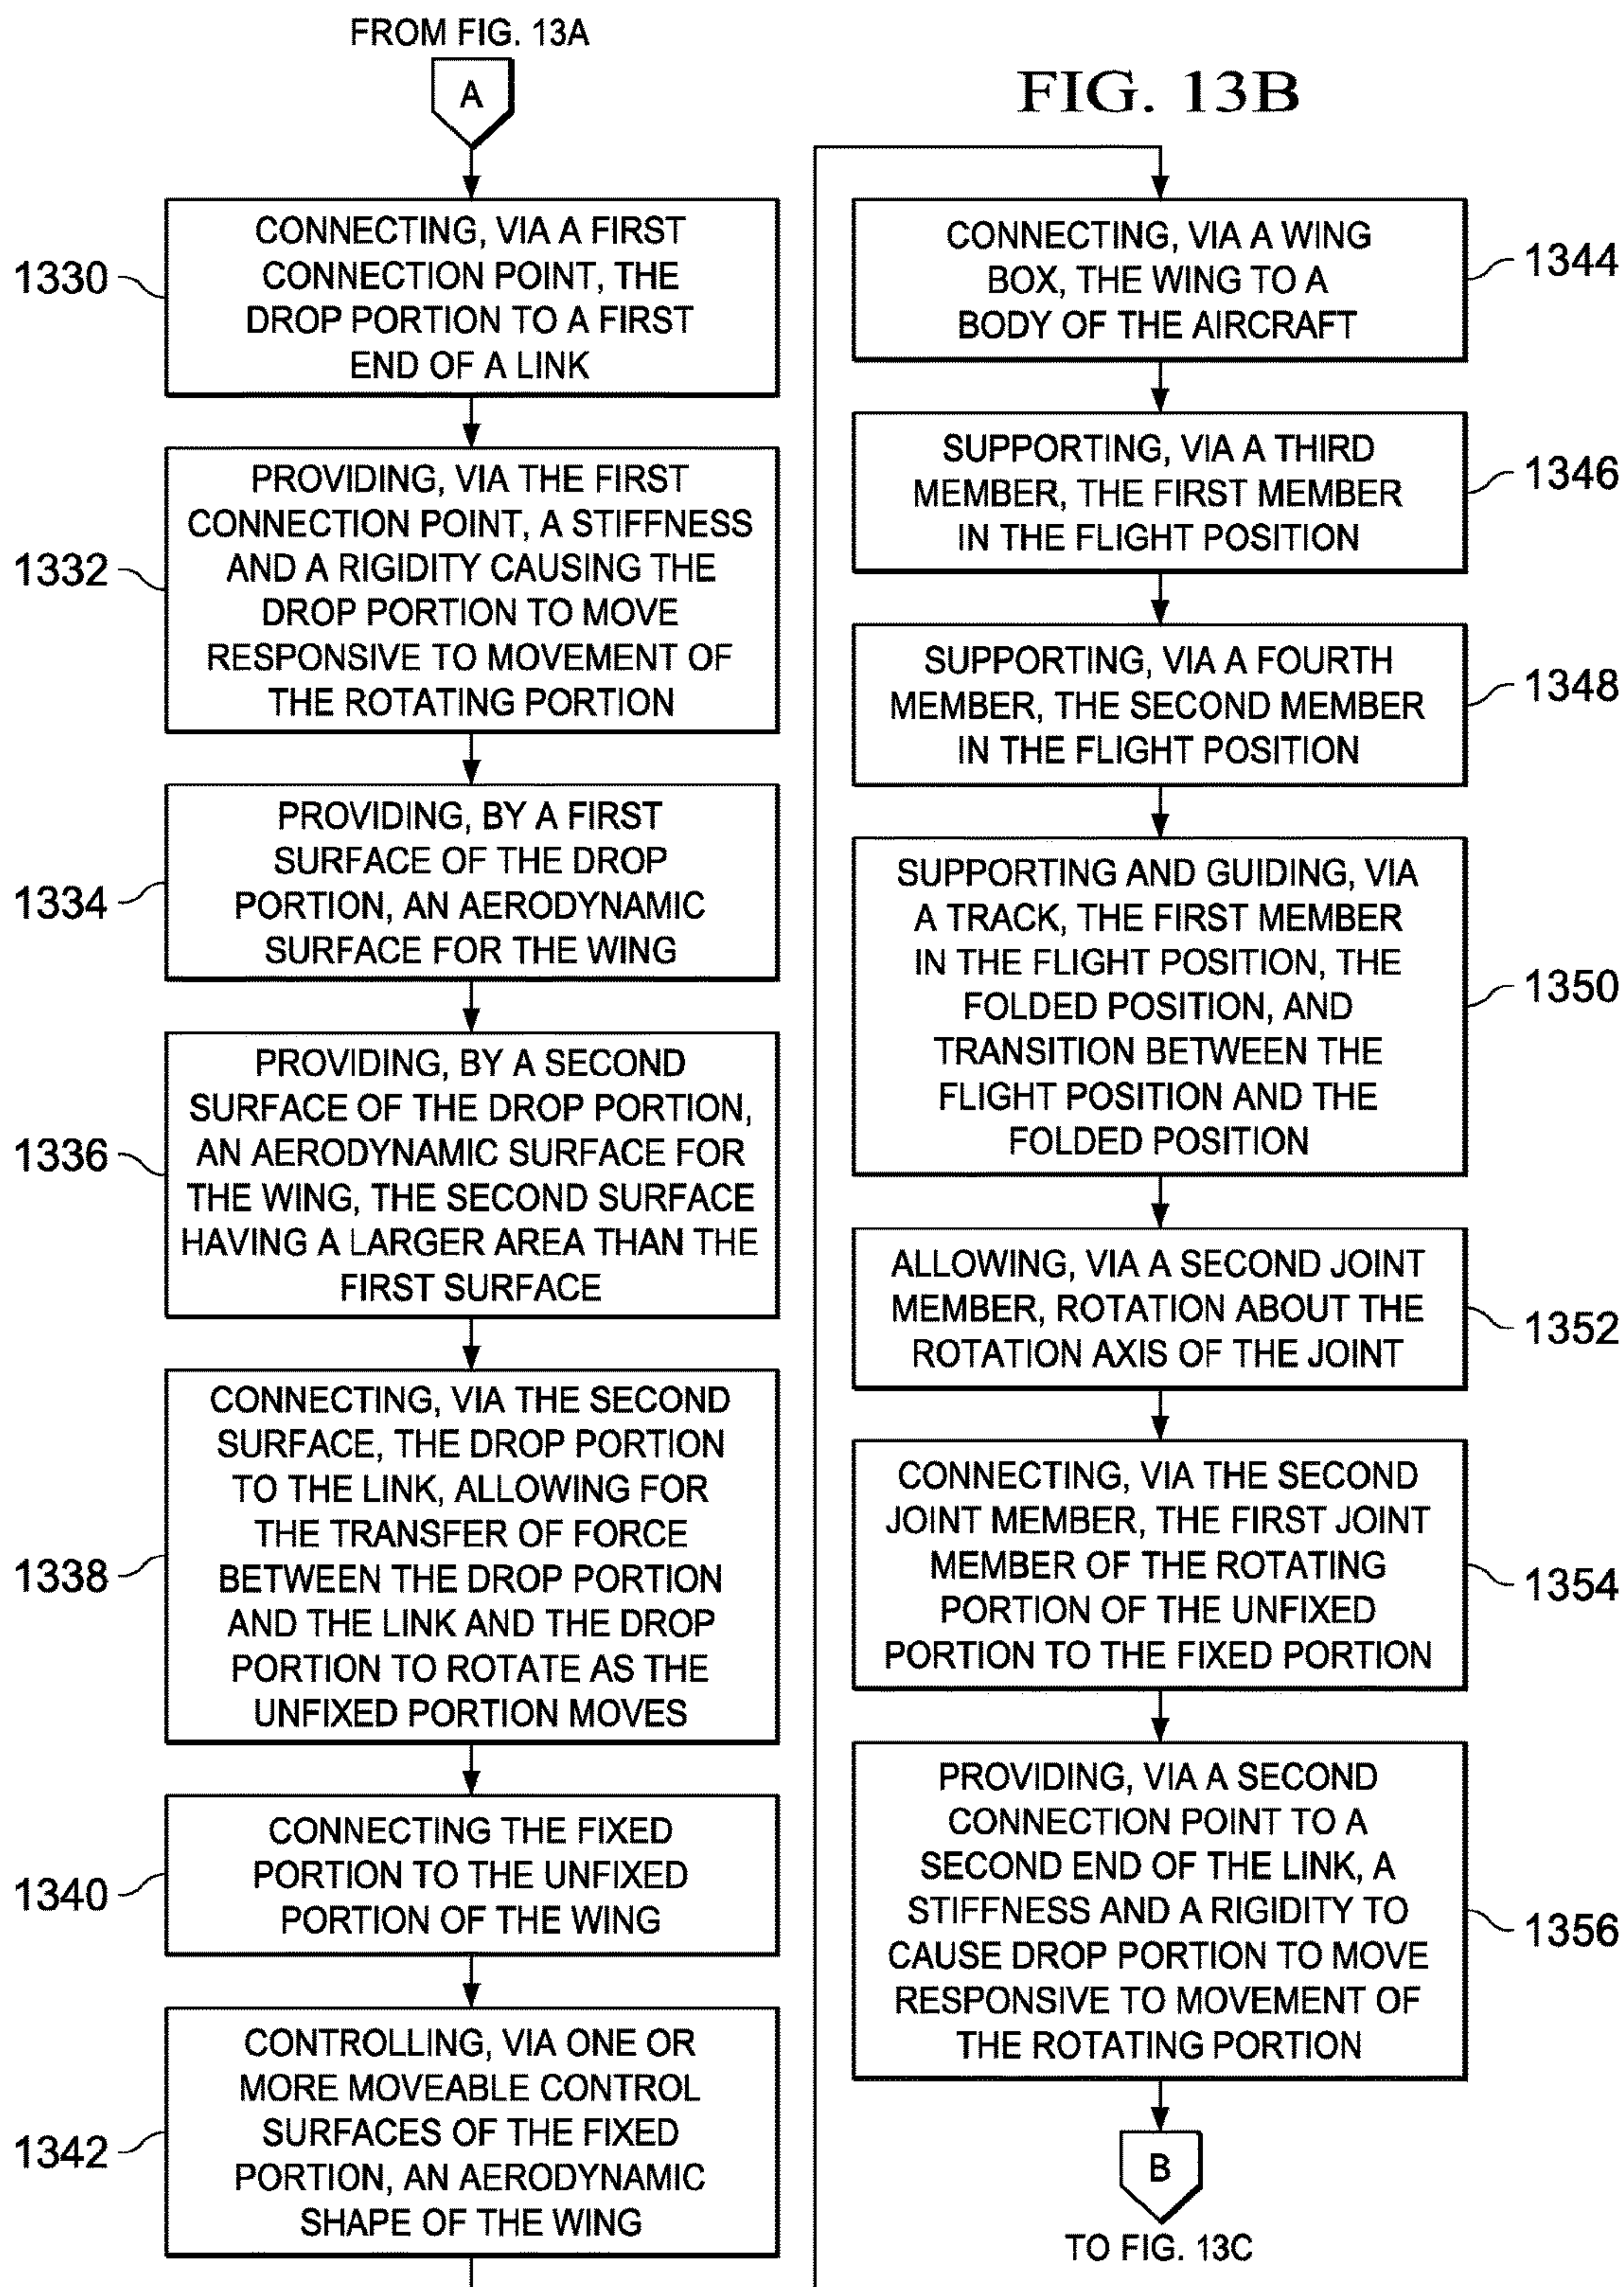 FROM FIG. 13A
A
FIG. 13B
1330
CONNECTING, VIA A FIRST
CONNECTION POINT, THE
DROP PORTION TO A FIRST
END OF A LINK
1332
PROVIDING, VIA THE FIRST
CONNECTION POINT, A STIFFNESS
AND A RIGIDITY CAUSING THE
DROP PORTION TO MOVE
RESPONSIVE TO MOVEMENT OF
THE ROTATING PORTION
1334
PROVIDING, BY A FIRST
SURFACE OF THE DROP
PORTION, AN AERODYNAMIC
SURFACE FOR THE WING
1336
PROVIDING, BY A SECOND
SURFACE OF THE DROP PORTION,
AN AERODYNAMIC SURFACE FOR
THE WING, THE SECOND SURFACE
HAVING A LARGER AREA THAN THE
FIRST SURFACE
1338
CONNECTING, VIA THE SECOND
SURFACE, THE DROP PORTION
TO THE LINK, ALLOWING FOR
THE TRANSFER OF FORCE
BETWEEN THE DROP PORTION
AND THE LINK AND THE DROP
PORTION TO ROTATE AS THE
UNFIXED PORTION MOVES
1340
CONNECTING THE FIXED
PORTION TO THE UNFIXED
PORTION OF THE WING
1342
CONTROLLING, VIA ONE OR
MORE MOVEABLE CONTROL
SURFACES OF THE FIXED
PORTION, AN AERODYNAMIC
SHAPE OF THE WING
1344
CONNECTING, VIA A WING
BOX, THE WING TO A
BODY OF THE AIRCRAFT
1346
SUPPORTING, VIA A THIRD
MEMBER, THE FIRST MEMBER
IN THE FLIGHT POSITION
1348
SUPPORTING, VIA A FOURTH
MEMBER, THE SECOND MEMBER
IN THE FLIGHT POSITION
1350
SUPPORTING AND GUIDING, VIA
A TRACK, THE FIRST MEMBER
IN THE FLIGHT POSITION, THE
FOLDED POSITION, AND
TRANSITION BETWEEN THE
FLIGHT POSITION AND THE
FOLDED POSITION
1352
ALLOWING, VIA A SECOND JOINT
MEMBER, ROTATION ABOUT THE
ROTATION AXIS OF THE JOINT
1354
CONNECTING, VIA THE SECOND
JOINT MEMBER, THE FIRST JOINT
MEMBER OF THE ROTATING
PORTION OF THE UNFIXED
PORTION TO THE FIXED PORTION
1356
PROVIDING, VIA A SECOND
CONNECTION POINT TO A
SECOND END OF THE LINK, A
STIFFNESS AND A RIGIDITY TO
CAUSE DROP PORTION TO MOVE
RESPONSIVE TO MOVEMENT OF
THE ROTATING PORTION
B
TO FIG. 13C